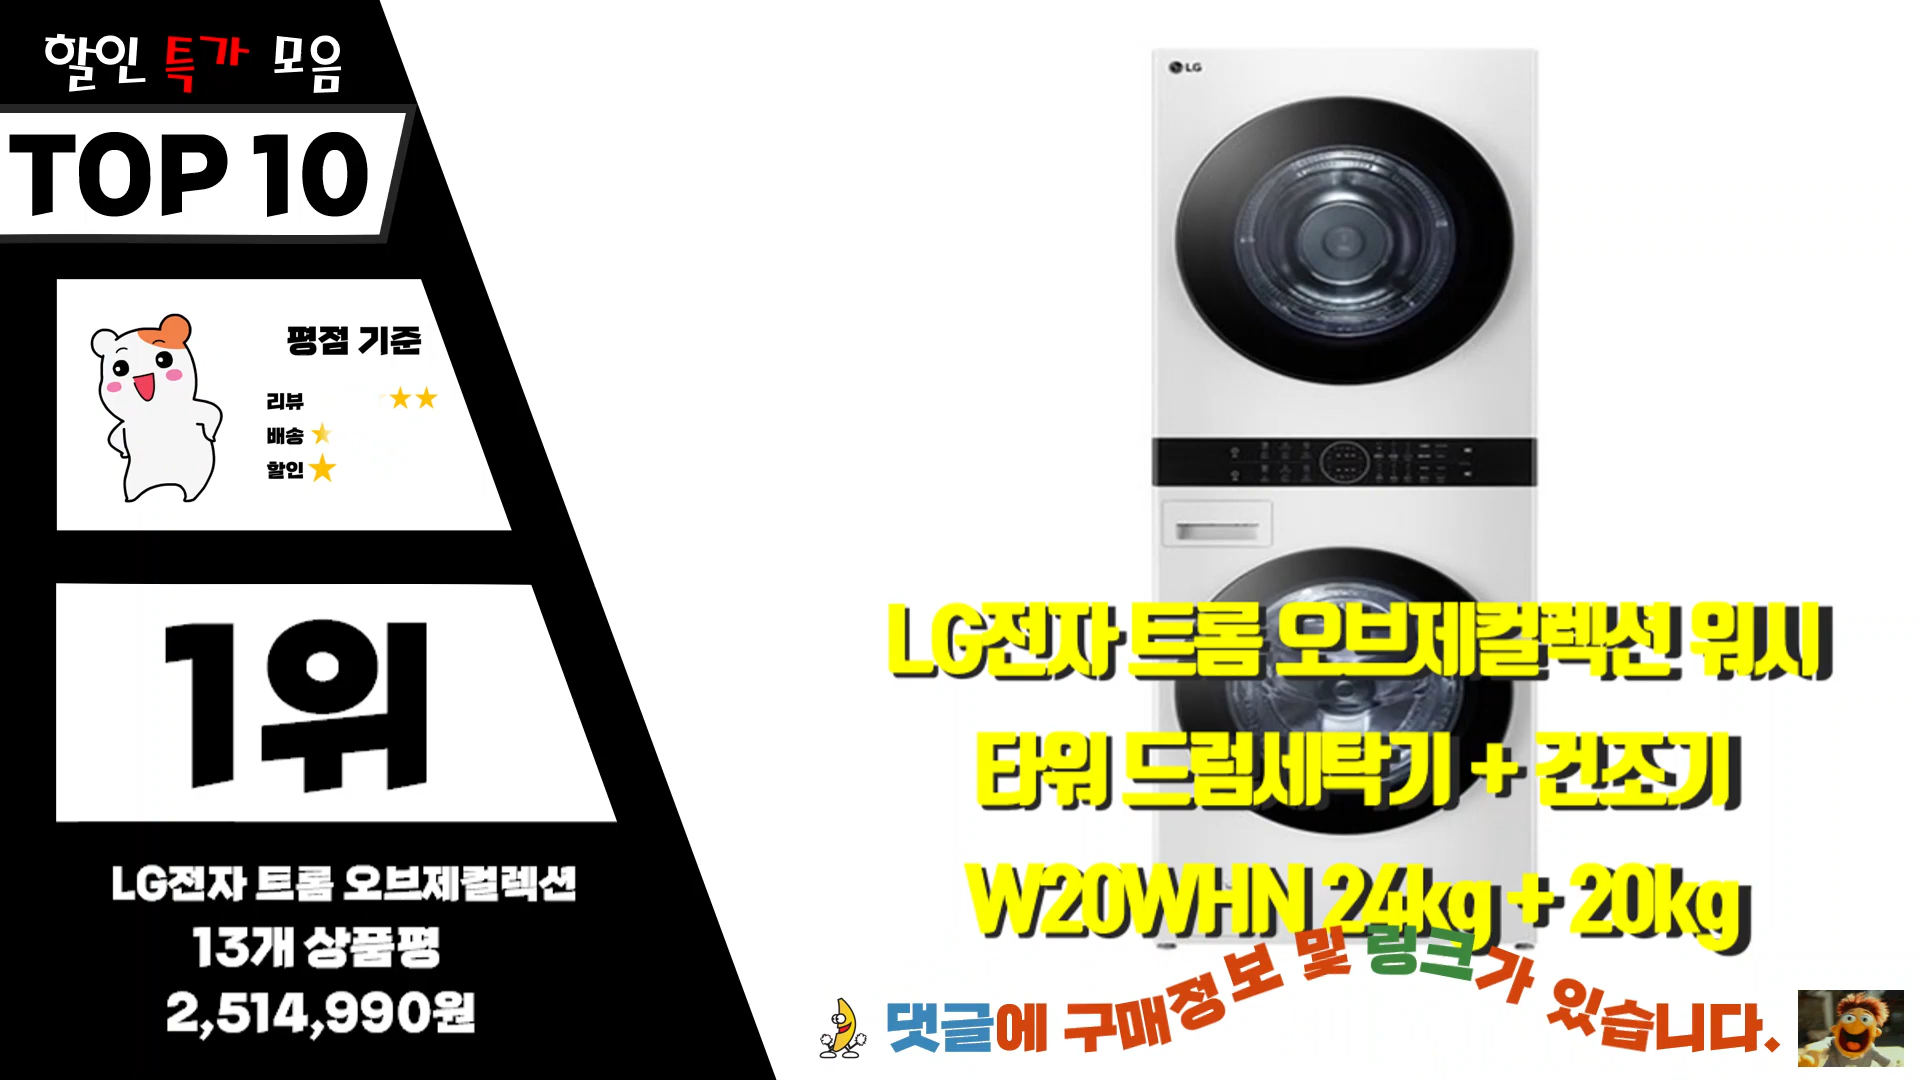 할인 특가 모음
TOP 10
평점 기준
리뷰 ★★
배송 ★
할인 ★
1위
LG전자 트롬 오브제컬렉션
13개 상품평
2,514,990원
LG
LG전자 트롬 오브제컬렉션 워시
타워 드럼세탁기 + 건조기
W20WHN 24kg + 20kg
댓글에 구매정보 및 링크가 있습니다.